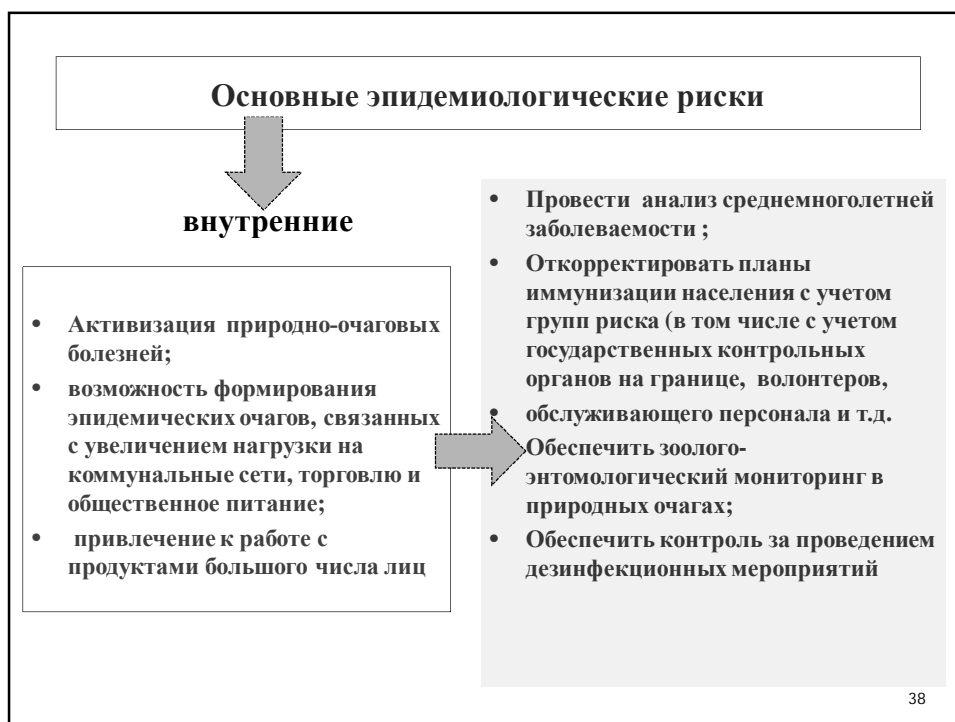 Основные эпидемиологические риски
внутренние
• Активизация природно-очаговых
болезней;
• возможность формирования
эпидемических очагов, связанных
с увеличением нагрузки на
коммунальные сети, торговлю и
общественное питание;
• привлечение к работе с
продуктами большого числа лиц
• Провести анализ среднемноголетней
заболеваемости ;
• Откорректировать планы
иммунизации населения с учетом
групп риска (в том числе с учетом
государственных контрольных
органов на границе, волонтеров,
• обслуживающего персонала и т.д.
Обеспечить зоолого-
энтомологический мониторинг в
природных очагах;
• Обеспечить контроль за проведением
дезинфекционных мероприятий
38